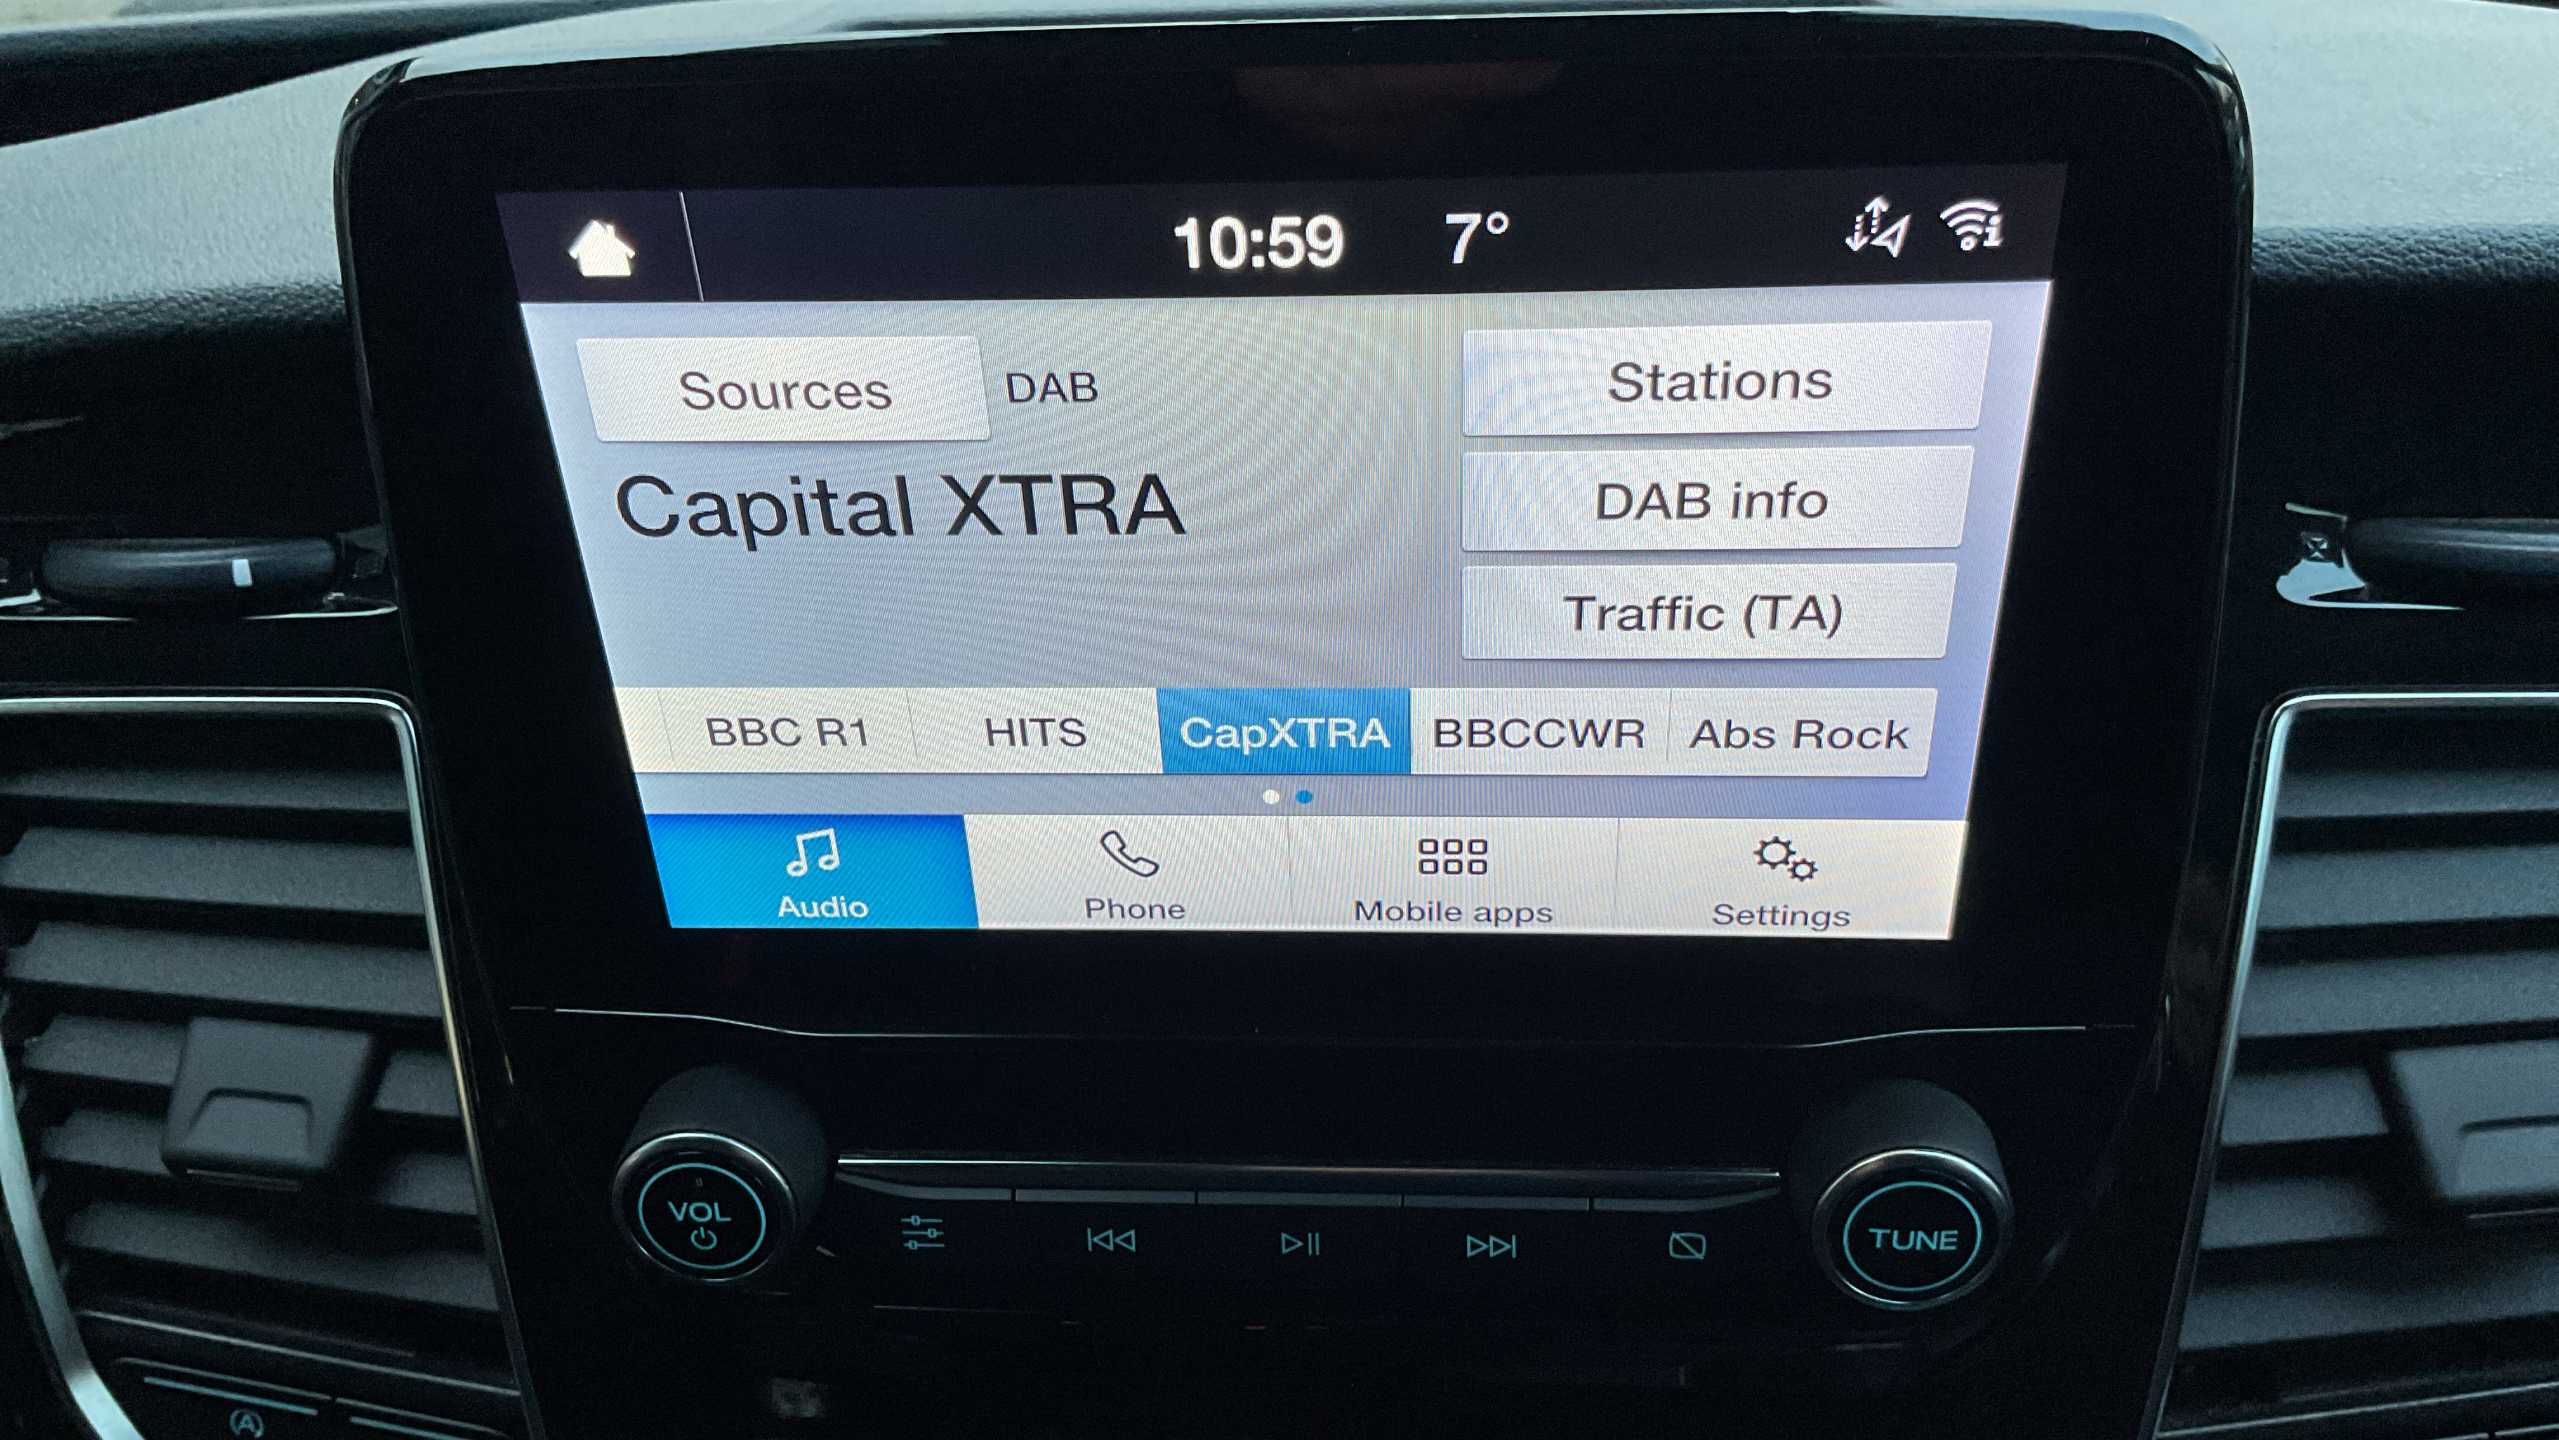 10:59 7°
Sources DAB Stations
Capital XTRA DAB info
Traffic (TA)
BBC R1 HITS CapXTRA BBCCWR Abs Rock
Audio Phone Mobile apps Settings
VOL TUNE
A